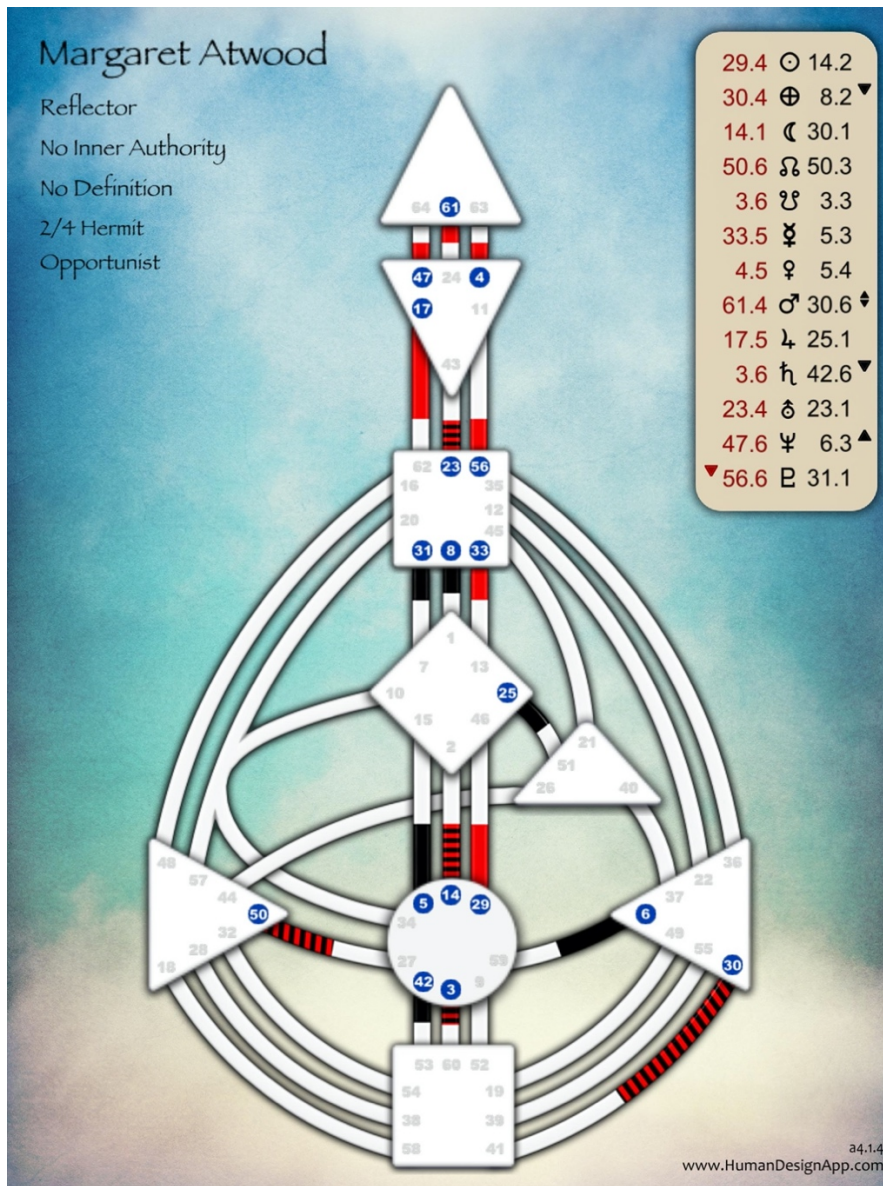 Margaret Atwood
Reflector
No Inner Authority
No Definition
2/4 Hermit
Opportunist
29.4 ☉ 14.2
30.4 ⊕ 8.2 ▼
14.1 ☾ 30.1
50.6 ☊ 50.3
3.6 ☋ 3.3
33.5 ☿ 5.3
4.5 ♀ 5.4
61.4 ♂ 30.6
17.5 ♃ 25.1
3.6 ♄ 42.6 ▼
23.4 ⛢ 23.1
47.6 ♆ 6.3 ▲
▼ 56.6 ♇ 31.1
64 61 63
47 24 4
17 11
43
62 23 56
16 35
20 12
45
31 8 33
1
7 13
10 25
15 46
2
21
51
26 40
48 36
57 22
44 37
50 6
32 49
28 55
18 30
5 14 29
34
27 59
42 3 9
53 60 52
54 19
38 39
58 41
a4.1.4
www.HumanDesignApp.com